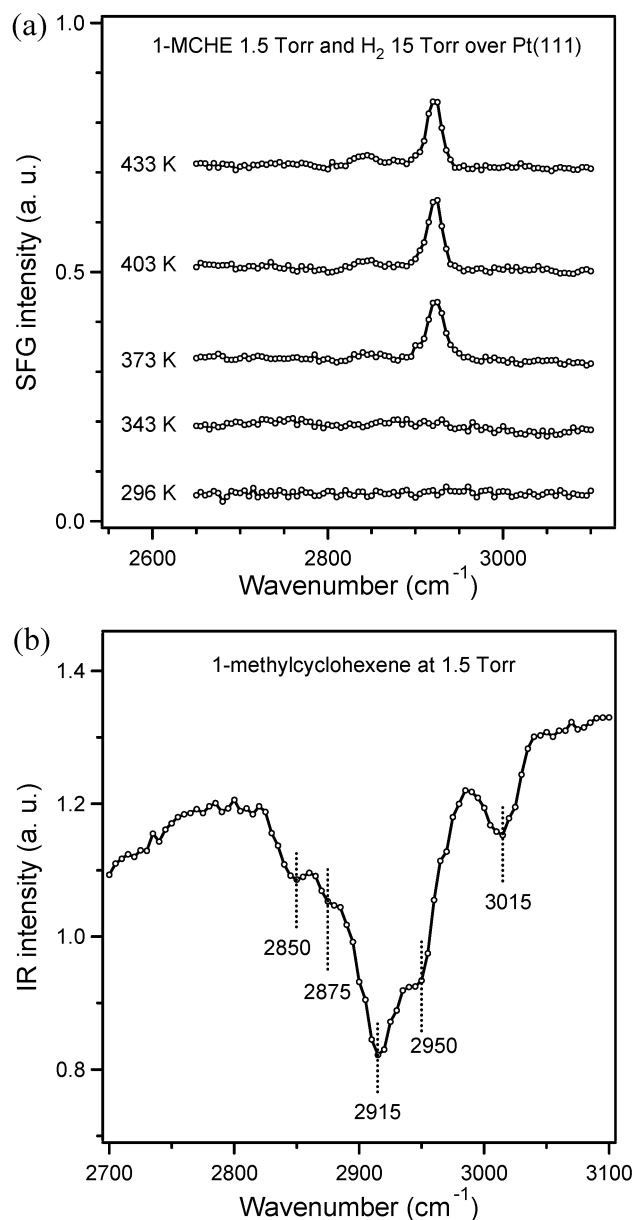 (a)
1.0
1-MCHE 1.5 Torr and H₂ 15 Torr over Pt(111)
433 K
403 K
0.5
373 K
343 K
296 K
0.0
SFG intensity (a. u.)
2600 2800 3000
Wavenumber (cm⁻¹)
(b)
1.4
1-methylcyclohexene at 1.5 Torr
1.2
3015
2850
1.0
2875
2950
0.8
2915
IR intensity (a. u.)
2700 2800 2900 3000 3100
Wavenumber (cm⁻¹)